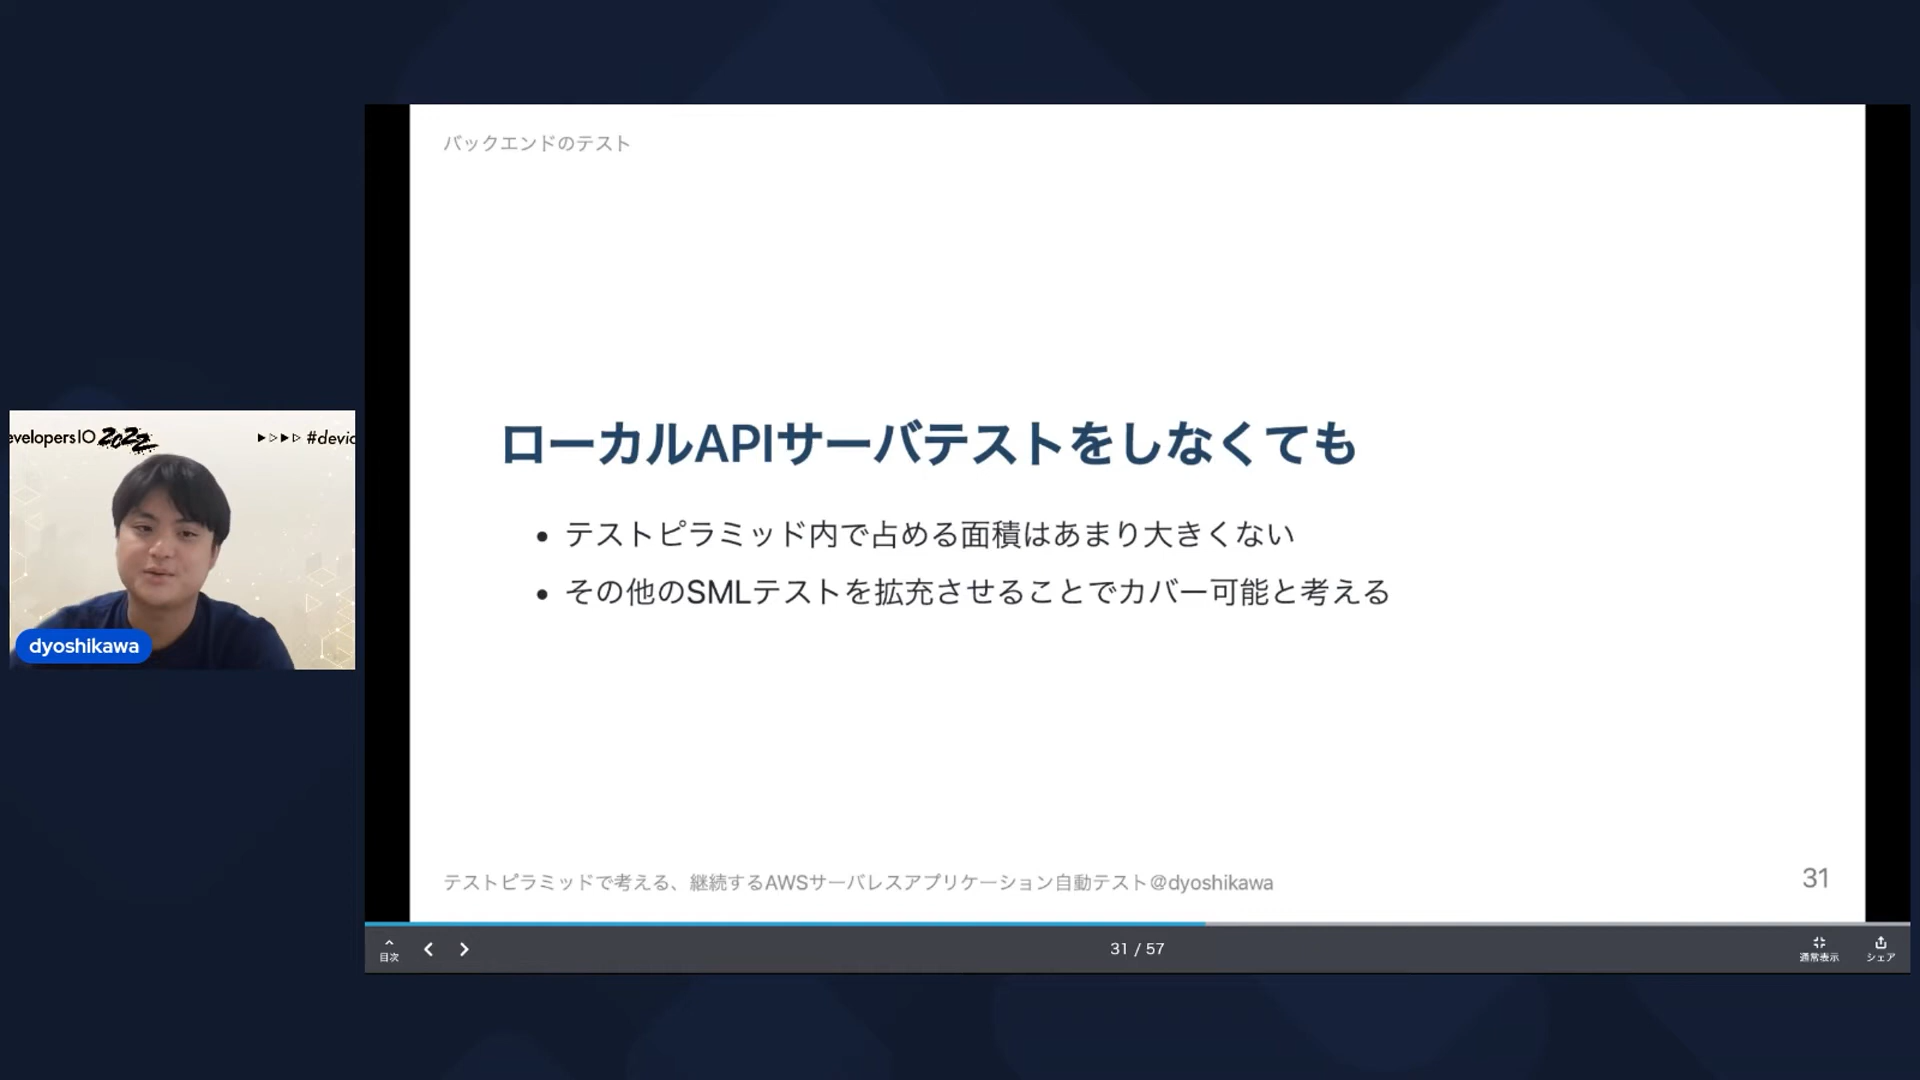 バックエンドのテスト
ローカルAPIサーバテストをしなくても
テストピラミッド内で占める面積はあまり大きくない
その他のSMLテストを拡充させることでカバー可能と考える
テストピラミッドで考える、継続するAWSサーバレスアプリケーション自動テスト@dyoshikawa
31
evelopersIO 2022
#devio
dyoshikawa
目次
31 / 57
通常表示
シェア